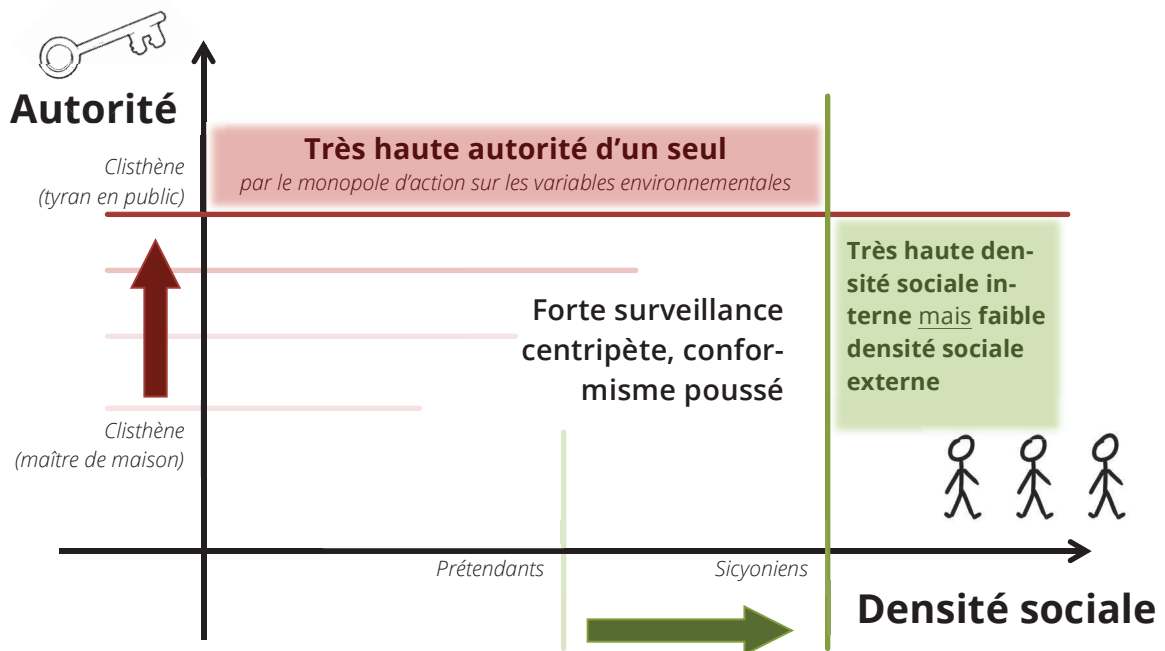 Autorité
Clisthène
(tyran en public)
Très haute autorité d’un seul
par le monopole d’action sur les variables environnementales
Très haute den-
sité sociale in-
terne mais faible
densité sociale
externe
Forte surveillance
centripète, confor-
misme poussé
Clisthène
(maître de maison)
Prétendants
Sicyoniens
Densité sociale